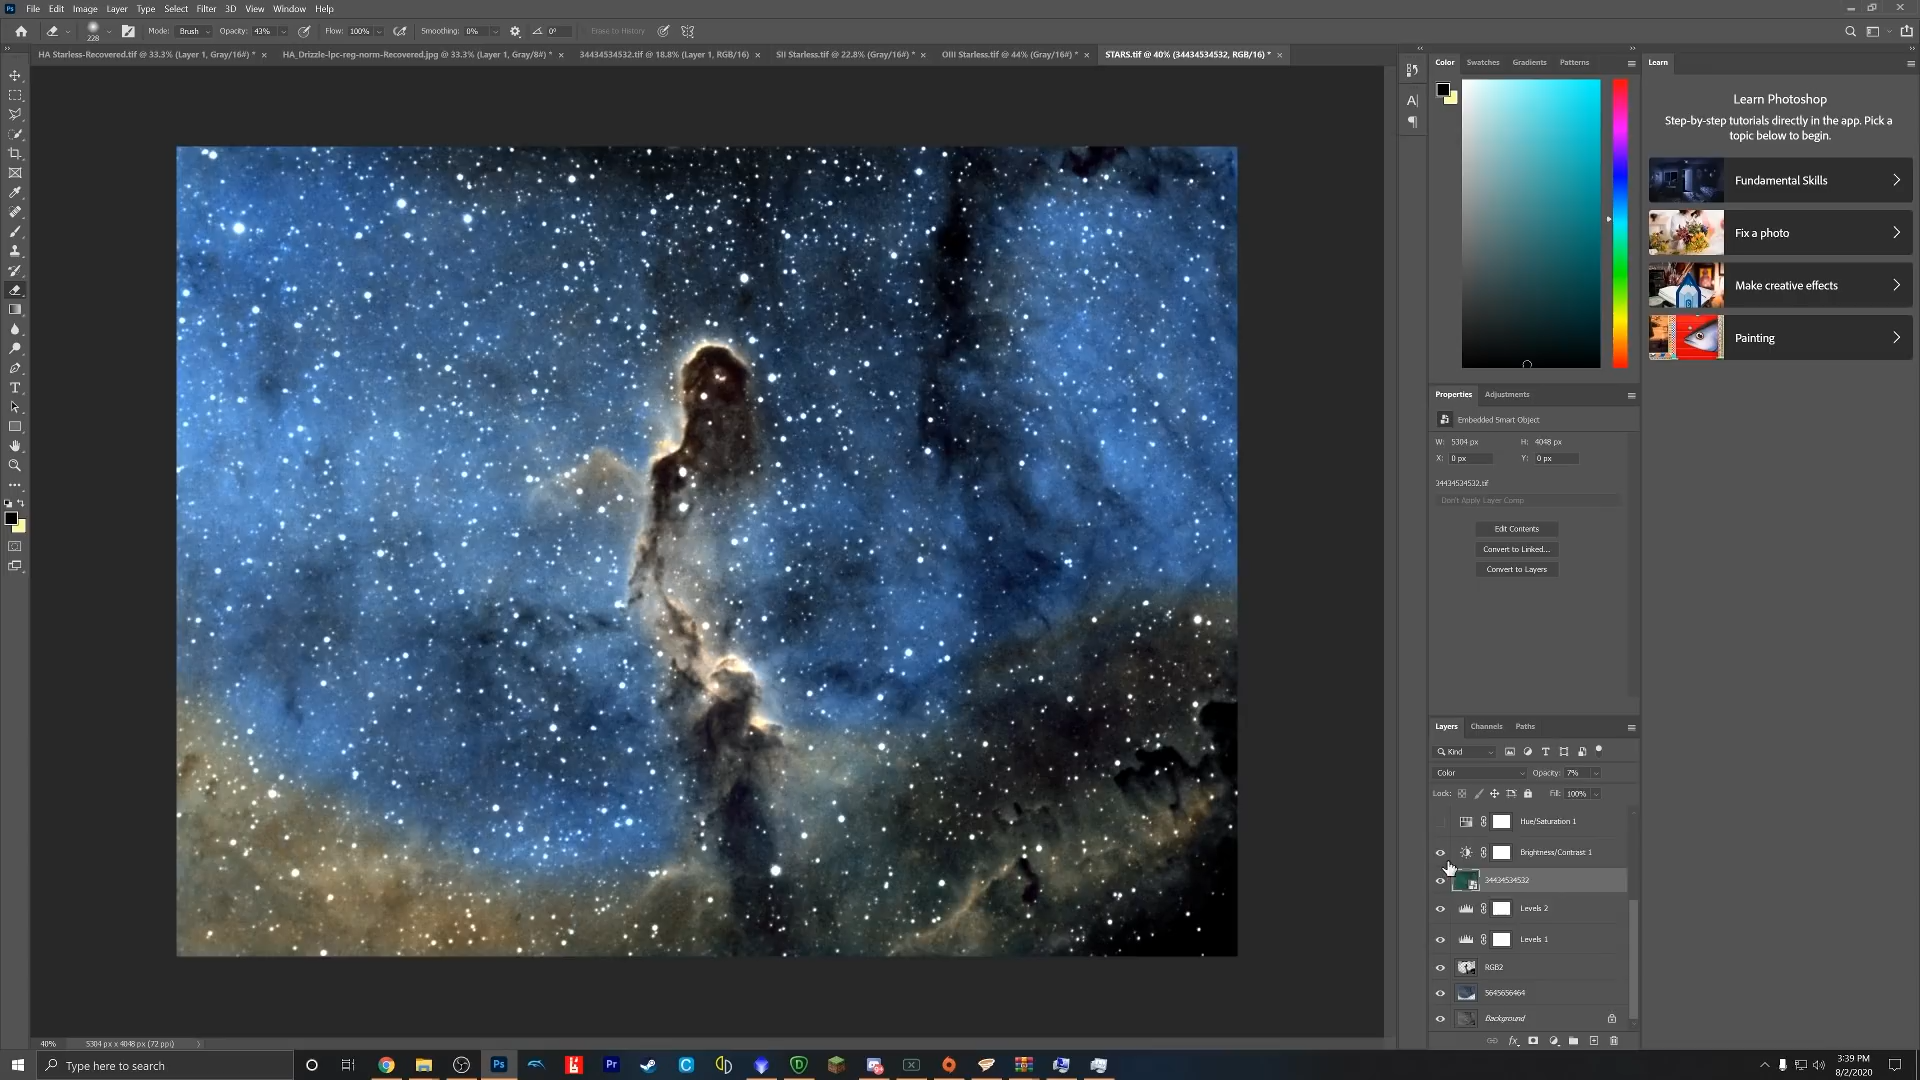 File Edit Image Layer Type Select Filter 3D View Window Help
228 Mode: Brush Opacity: 43% Flow: 100% Smoothing: 0% 0° Erase to History
HA Starless-Recovered.tif @ 33.3% (Layer 1, Gray/16#) * × HA_Drizzle-lpc-reg-norm-Recovered.jpg @ 33.3% (Layer 1, Gray/8#) * × 34434534532.tif @ 18.8% (Layer 1, RGB/16) × SII Starless.tif @ 22.8% (Gray/16#) * × OIII Starless.tif @ 44% (Gray/16#) * × STARS.tif @ 40% (34434534532, RGB/16) * ×
Color Swatches Gradients Patterns
Learn
Learn Photoshop
Step-by-step tutorials directly in the app. Pick a
topic below to begin.
Fundamental Skills
Fix a photo
Make creative effects
Painting
Properties Adjustments
Embedded Smart Object
W: 5304 px H: 4048 px
X: 0 px Y: 0 px
34434534532.tif
Don't Apply Layer Comp
Edit Contents
Convert to Linked...
Convert to Layers
Layers Channels Paths
Kind
Color Opacity: 7%
Lock: Fill: 100%
Hue/Saturation 1
Brightness/Contrast 1
34434534532
Levels 2
Levels 1
RGB2
5645656464
Background
40% 5304 px x 4048 px (72 ppi)
Type here to search
3:39 PM
8/2/2020